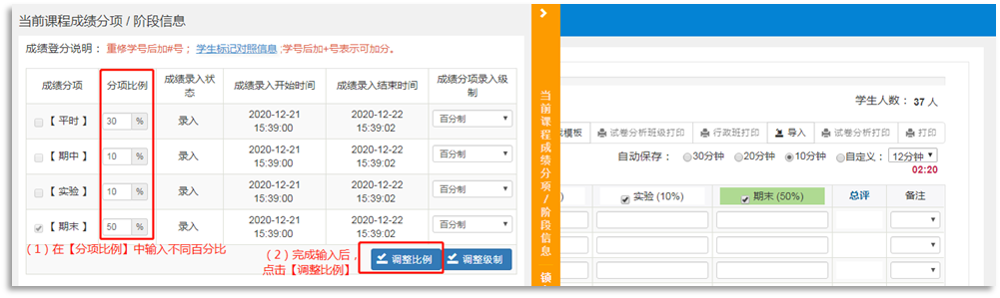 当前课程成绩分项 / 阶段信息
成绩登分说明： 重修学号后加#号； 学生标记对照信息 ;学号后加+号表示可加分。
成绩分项 分项比例 成绩录入状态 成绩录入开始时间 成绩录入结束时间 成绩分项录入级制
【 平时 】 30 % 录入 2020-12-21 15:39:00 2020-12-22 15:39:02 百分制
【 期中 】 10 % 录入 2020-12-21 15:39:00 2020-12-22 15:39:02 百分制
【 实验 】 10 % 录入 2020-12-21 15:39:00 2020-12-22 15:39:02 百分制
【 期末 】 50 % 录入 2020-12-21 15:39:00 2020-12-22 15:39:02 百分制
（1）在【分项比例】中输入不同百分比
（2）完成输入后，
点击【调整比例】
调整比例 调整级制
当前课程成绩分项/阶段信息 锁
学生人数： 37 人
模板 试卷分析班级打印 行政班打印 导入 试卷分析打印 打印
自动保存： 30分钟 20分钟 10分钟 自定义： 12分钟
02:20
) 实验 (10%) 期末 (50%) 总评 备注